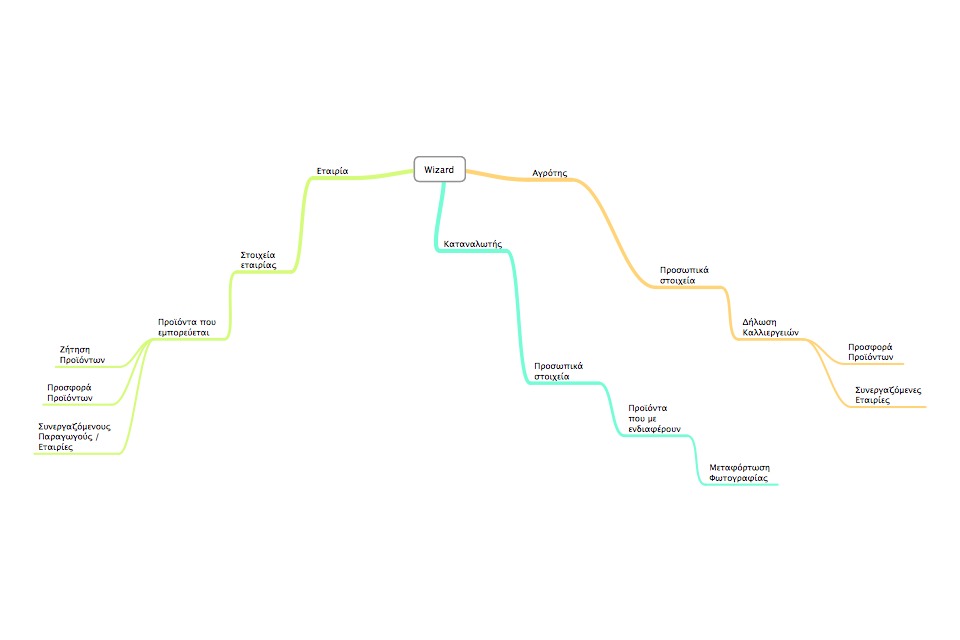 Wizard
Εταιρία
Στοιχεία
εταιρίας
Προϊόντα που
εμπορεύεται
Ζήτηση
Προϊόντων
Προσφορά
Προϊόντων
Συνεργαζόμενους
Παραγωγούς /
Εταιρίες
Καταναλωτής
Προσωπικά
στοιχεία
Προϊόντα
που με
ενδιαφέρουν
Μεταφόρτωση
Φωτογραφίας
Αγρότης
Προσωπικά
στοιχεία
Δήλωση
Καλλιεργειών
Προσφορά
Προϊόντων
Συνεργαζόμενες
Εταιρίες